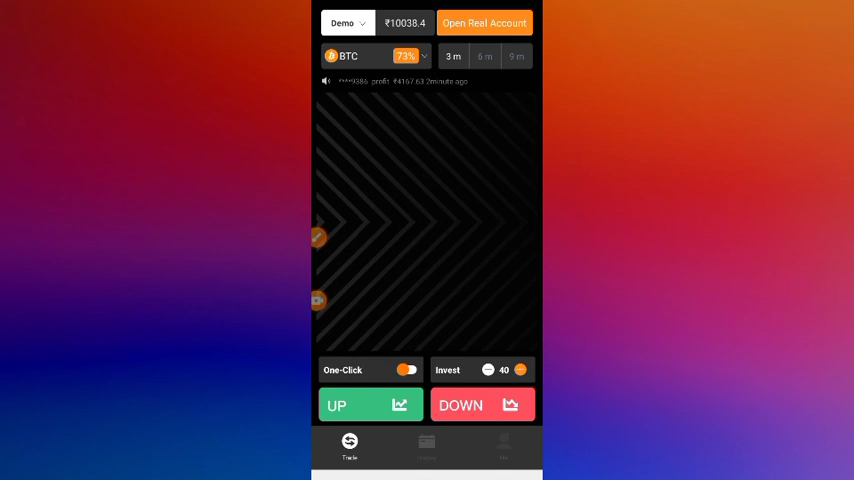 Demo
₹10038.4
Open Real Account
BTC
73%
3 m
6 m
9 m
profit ₹4167.63 2minute ago
One-Click
Invest
40
UP
DOWN
Trade